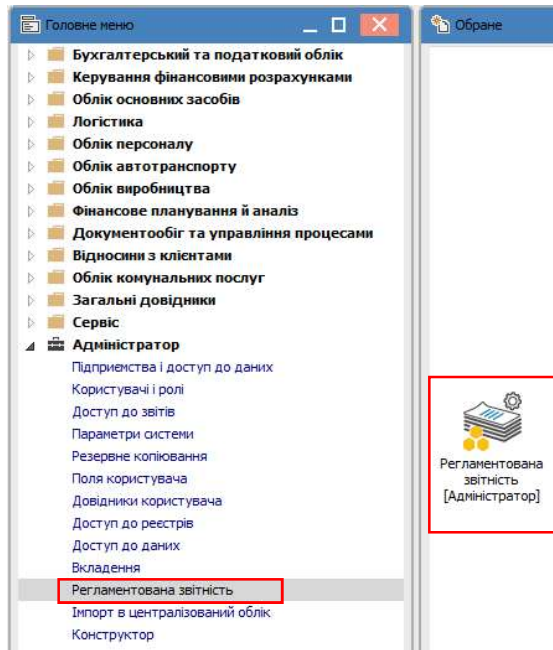 Головне меню
Обране
Бухгалтерський та податковий облік
Керування фінансовими розрахунками
Облік основних засобів
Логістика
Облік персоналу
Облік автотранспорту
Облік виробництва
Фінансове планування й аналіз
Документообіг та управління процесами
Відносини з клієнтами
Облік комунальних послуг
Загальні довідники
Сервіс
Адміністратор
Підприємства і доступ до даних
Користувачі і ролі
Доступ до звітів
Параметри системи
Резервне копіювання
Поля користувача
Довідники користувача
Доступ до реєстрів
Доступ до даних
Вкладення
Регламентована звітність
Імпорт в централізований облік
Конструктор
Регламентована
звітність
[Адміністратор]